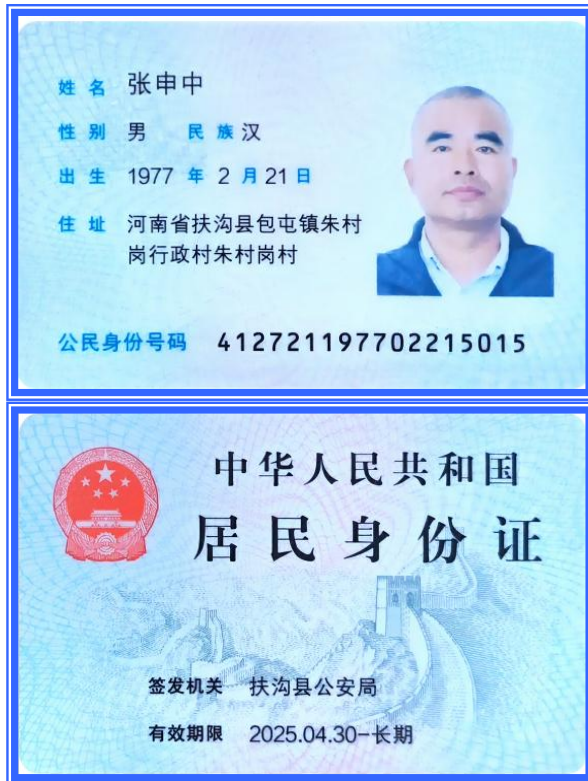 姓名 张申中
性别 男 民族 汉
出生 1977 年 2 月 21 日
住址 河南省扶沟县包屯镇朱村
岗行政村朱村岗村
公民身份号码 412721197702215015
中华人民共和国
居民身份证
签发机关 扶沟县公安局
有效期限 2025.04.30-长期